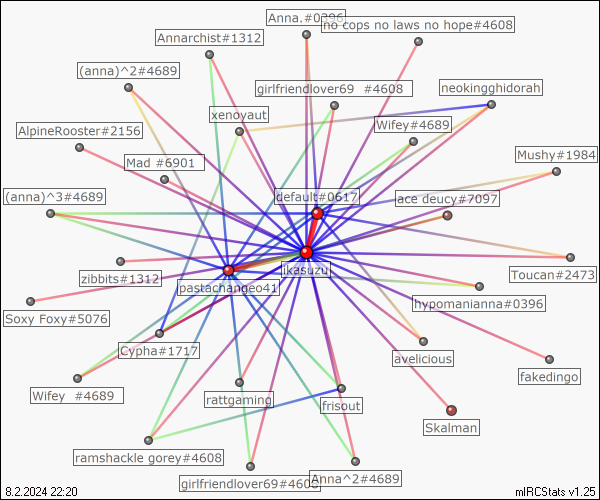 Anna.#0396
no cops no laws no hope#4608
Annarchist#1312
(anna)^2#4689
girlfriendlover69 #4608
neokingghidorah
xenoyaut
Wifey#4689
AlpineRooster#2156
Mad #6901
Mushy#1984
default#0617
ace deucy#7097
(anna)^3#4689
ikasuzu
zibbits#1312
pastachangeo41
Toucan#2473
hypomanianna#0396
Soxy Foxy#5076
Cypha#1717
avelicious
fakedingo
Wifey #4689
rattgaming
frisout
Skalman
ramshackle gorey#4608
girlfriendlover69#4608
Anna^2#4689
8.2.2024 22:20
mIRCStats v1.25